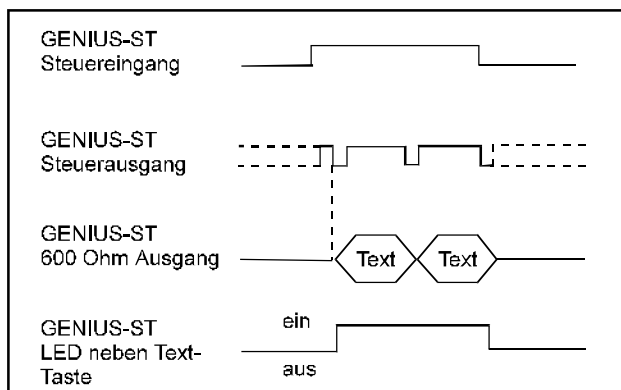 GENIUS-ST
Steuereingang
GENIUS-ST
Steuerausgang
GENIUS-ST
600 Ohm Ausgang
Text
Text
GENIUS-ST
LED neben Text-
Taste
ein
aus